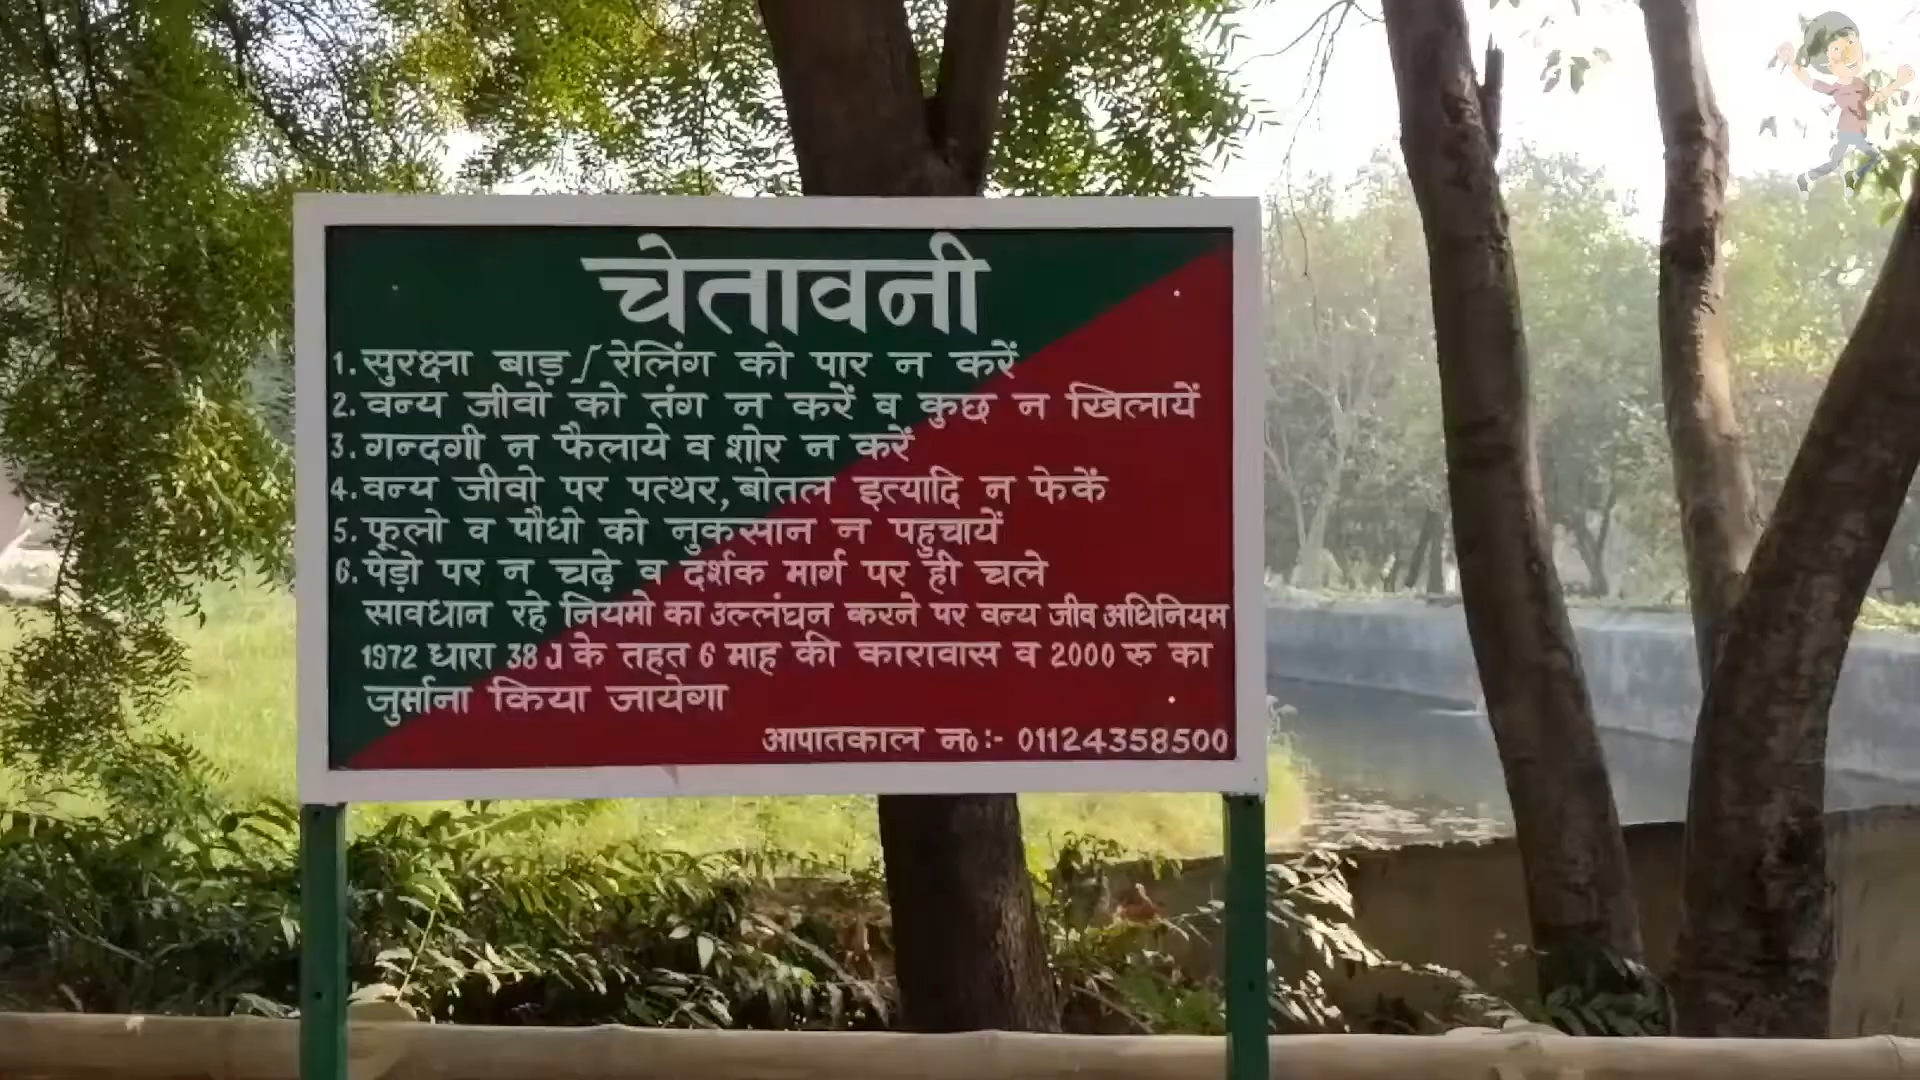 चेतावनी
1. सुरक्षा बाड़/रेलिंग को पार न करें
2. वन्य जीवों को तंग न करें व कुछ न खिलायें
3. गन्दगी न फैलाये व शोर न करें
4. वन्य जीवो पर पत्थर, बोतल इत्यादि न फेकें
5. फूलो व पौधो को नुकसान न पहुचायें
6. पेड़ो पर न चढ़े व दर्शक मार्ग पर ही चले
सावधान रहे नियमो का उल्लंघन करने पर वन्य जीव अधिनियम
1972 धारा 38 J के तहत 6 माह की कारावास व 2000 रु का
जुर्माना किया जायेगा
आपातकाल न०:- 01124358500